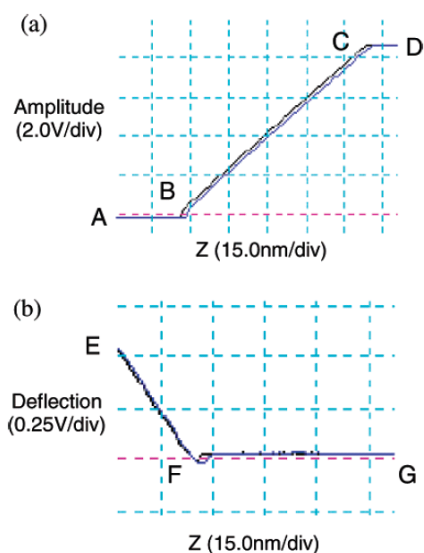 (a)
C
D
Amplitude
(2.0V/div)
B
A
Z (15.0nm/div)
(b)
E
Deflection
(0.25V/div)
F
G
Z (15.0nm/div)